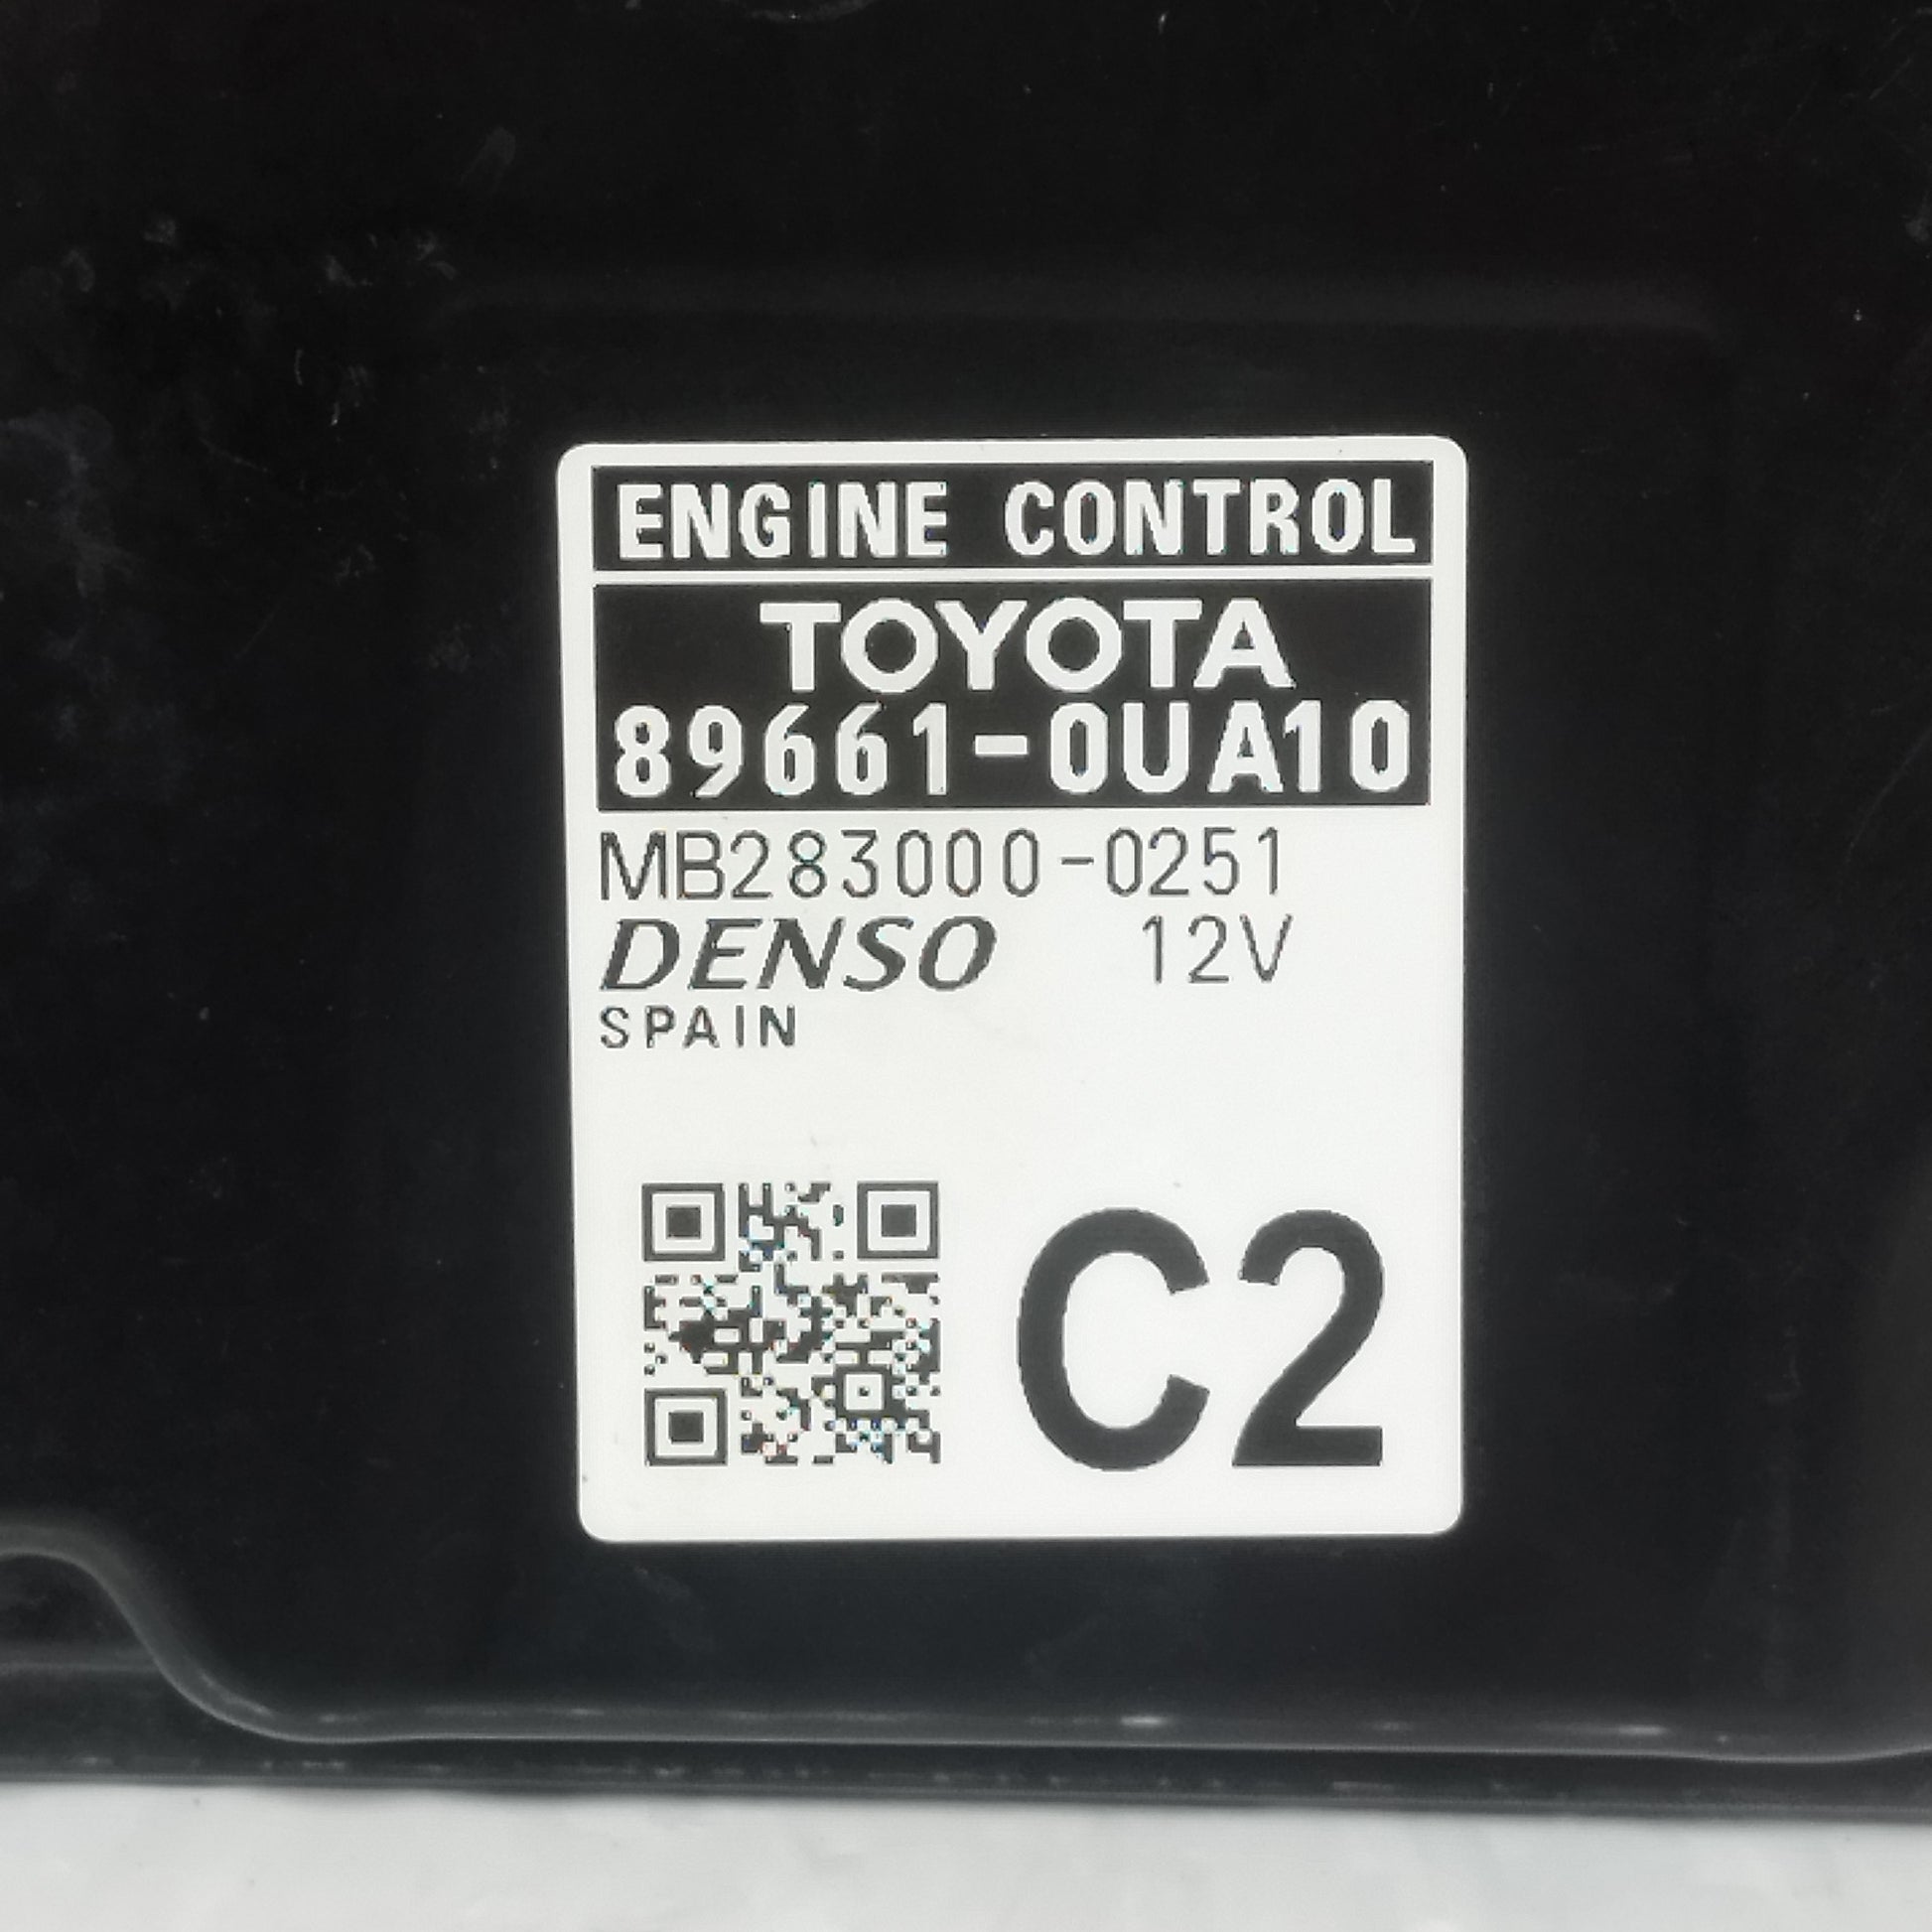 ENGINE CONTROL
TOYOTA
89661-0UA10
MB283000-0251
DENSO 12V
SPAIN
C2